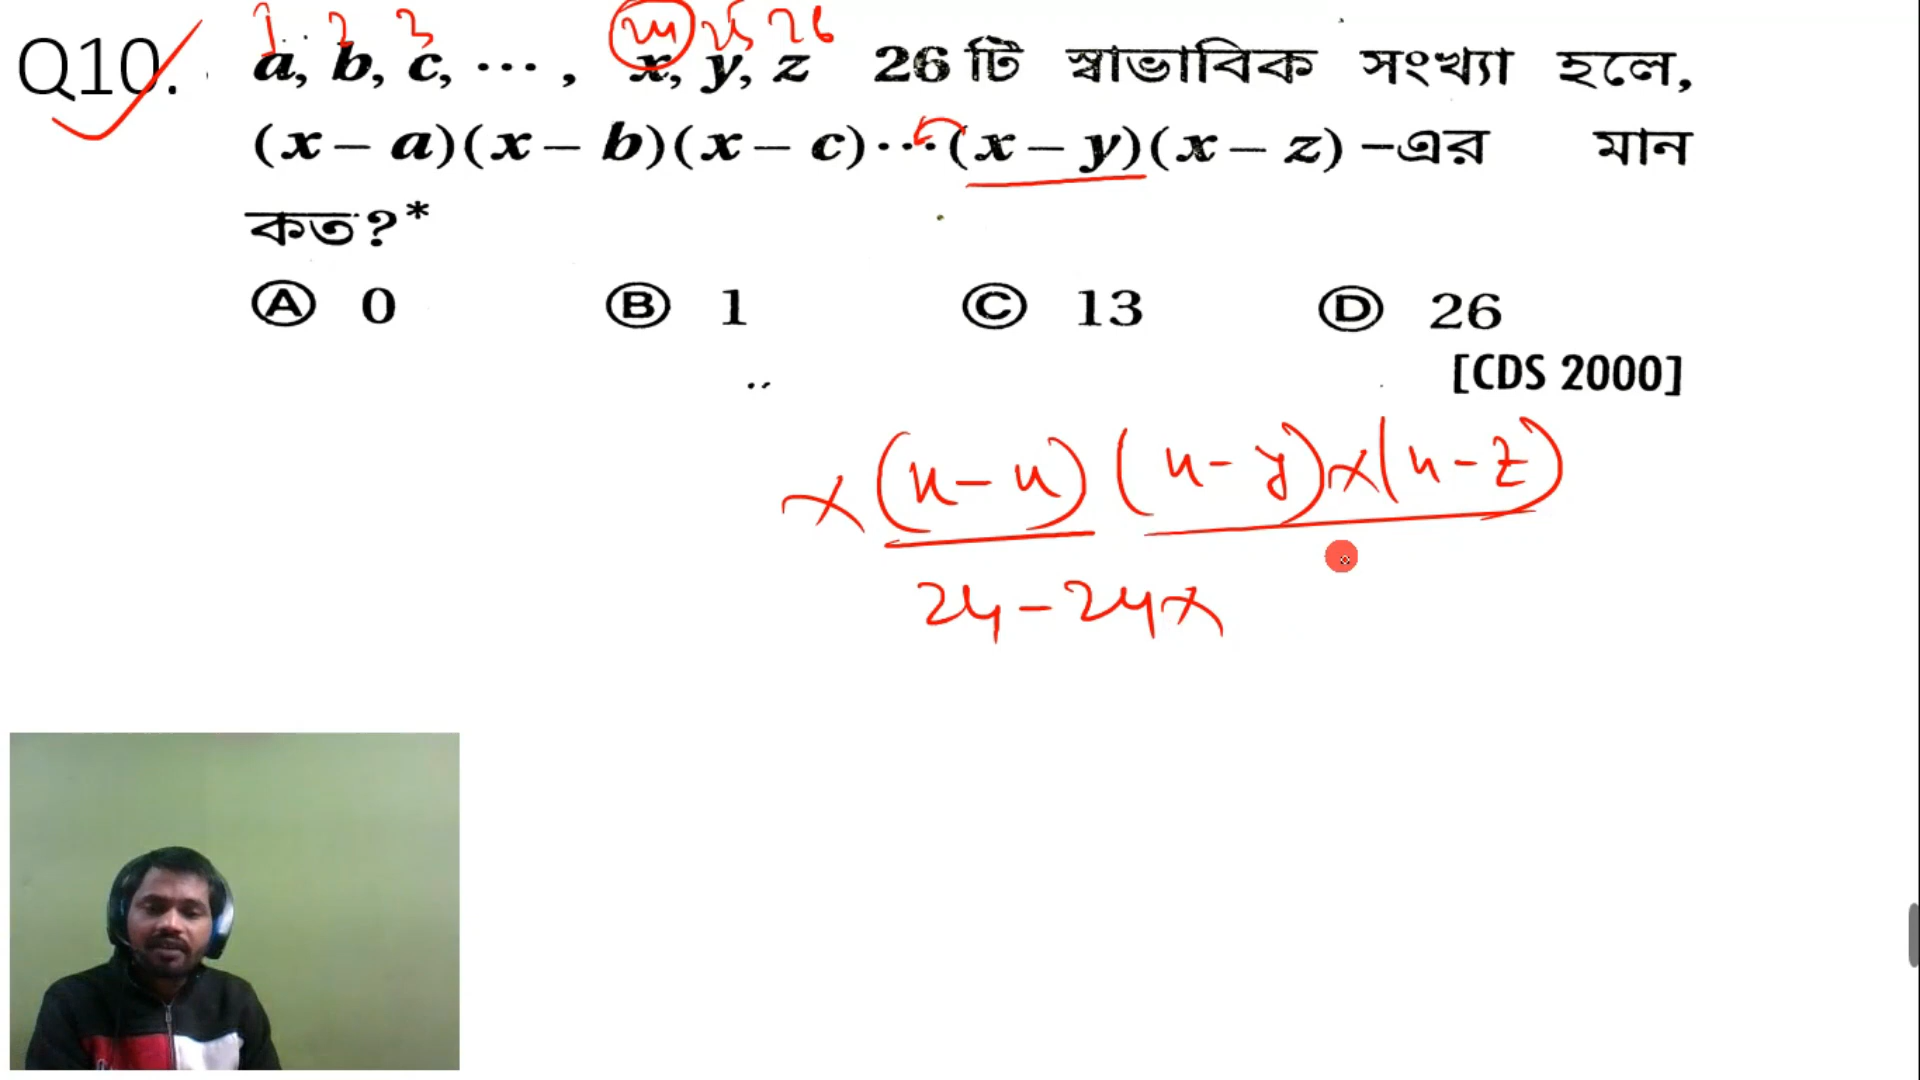 1 2 3 24 25 26
Q10. a, b, c, ⋯, x, y, z 26 টি স্বাভাবিক সংখ্যা হলে,
(x – a)(x – b)(x – c)⋯(x – y)(x – z) –এর মান
কত?*
Ⓐ 0 Ⓑ 1 Ⓒ 13 Ⓓ 26
[CDS 2000]
×(x–x)(x–y)×(x–z)
24–24×